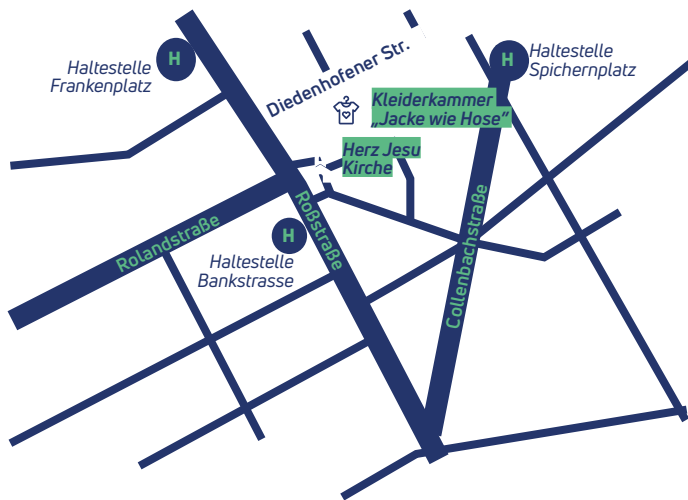 H
Haltestelle
Frankenplatz
Diedenhofener Str.
H
Haltestelle
Spichernplatz
Kleiderkammer
„Jacke wie Hose“
Herz Jesu
Kirche
Rolandstraße
Roßstraße
H
Haltestelle
Bankstrasse
Collenbachstraße